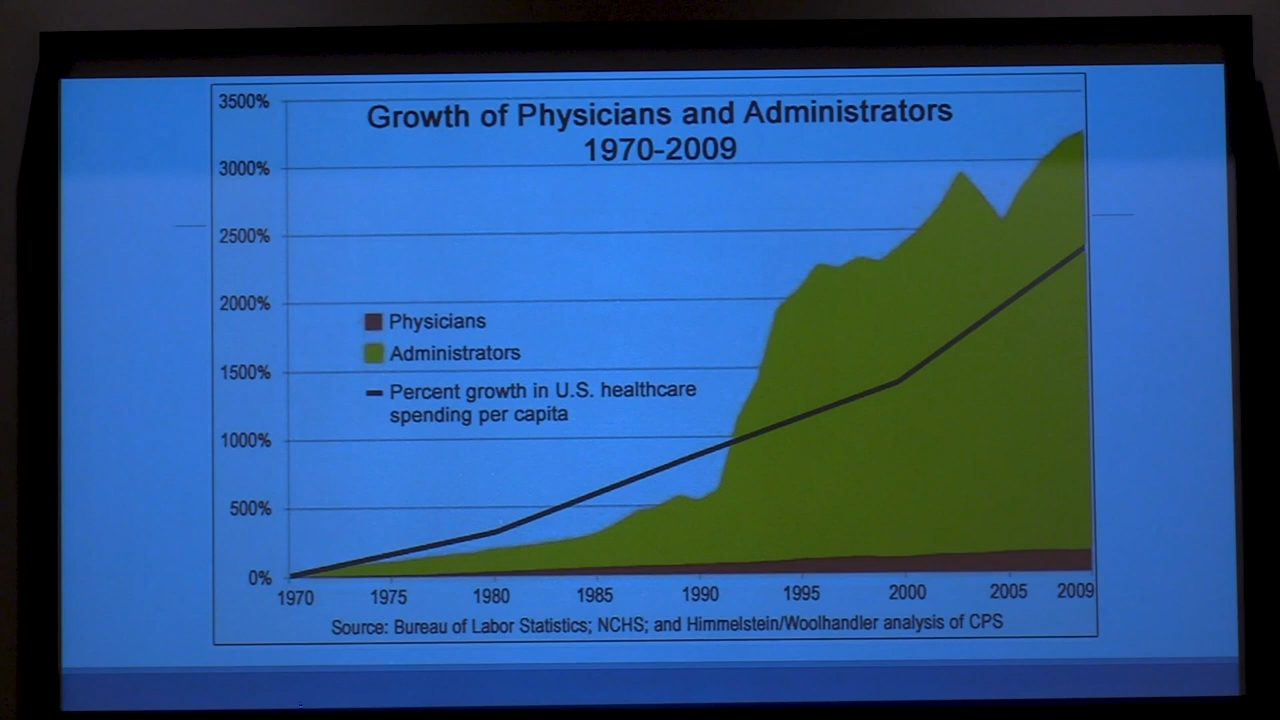 Growth of Physicians and Administrators
1970-2009
3500%
3000%
2500%
2000%
1500%
1000%
500%
0%
Physicians
Administrators
Percent growth in U.S. healthcare
spending per capita
1970 1975 1980 1985 1990 1995 2000 2005 2009
Source: Bureau of Labor Statistics; NCHS; and Himmelstein/Woolhandler analysis of CPS